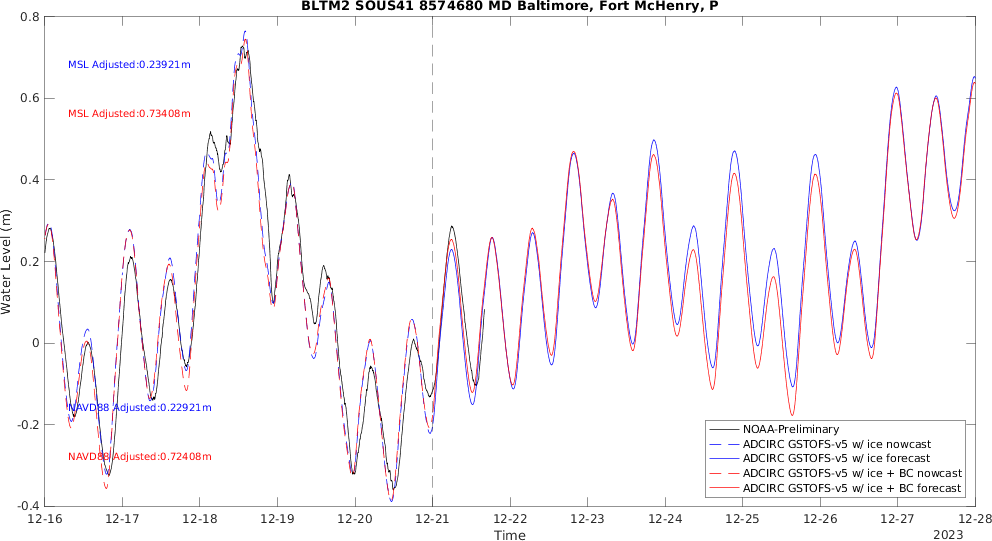 BLTM2 SOUS41 8574680 MD Baltimore, Fort McHenry, P
0.8
0.6
0.4
0.2
0
-0.2
-0.4
Water Level (m)
MSL Adjusted:0.23921m
MSL Adjusted:0.73408m
NAVD88 Adjusted:0.22921m
NAVD88 Adjusted:0.72408m
NOAA-Preliminary
ADCIRC GSTOFS-v5 w/ ice nowcast
ADCIRC GSTOFS-v5 w/ ice forecast
ADCIRC GSTOFS-v5 w/ ice + BC nowcast
ADCIRC GSTOFS-v5 w/ ice + BC forecast
12-16 12-17 12-18 12-19 12-20 12-21 12-22 12-23 12-24 12-25 12-26 12-27 12-28
Time
2023